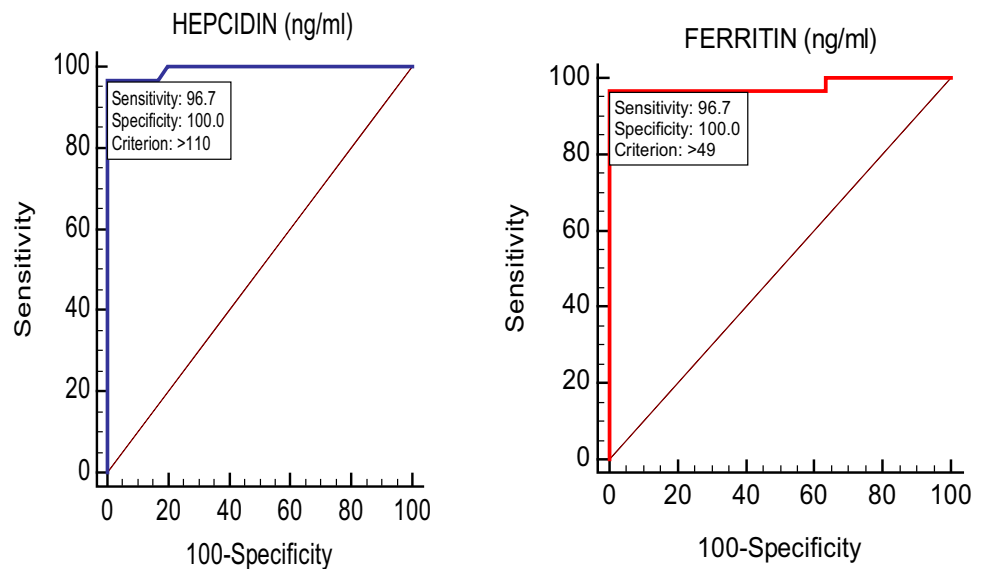 HEPCIDIN (ng/ml)
Sensitivity
100
80
60
40
20
0
Sensitivity: 96.7
Specificity: 100.0
Criterion: >110
0 20 40 60 80 100
100-Specificity
FERRITIN (ng/ml)
Sensitivity
100
80
60
40
20
0
Sensitivity: 96.7
Specificity: 100.0
Criterion: >49
0 20 40 60 80 100
100-Specificity